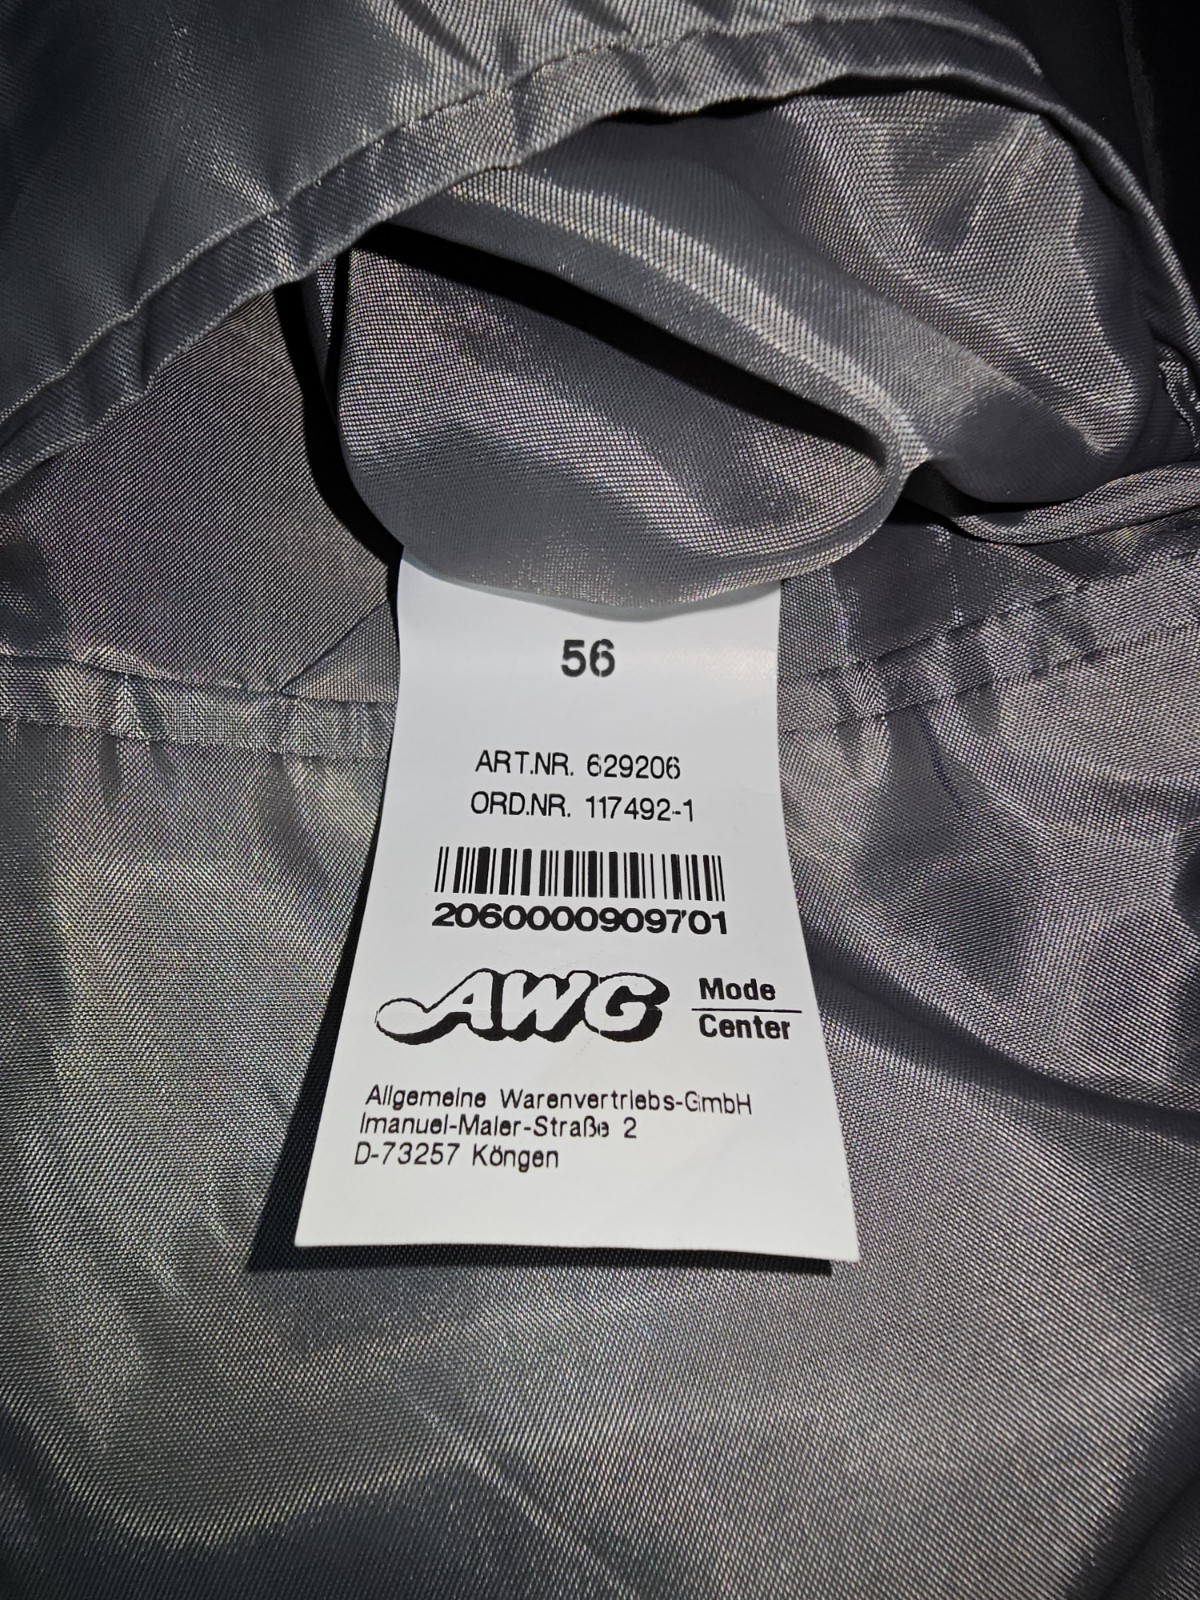 56
ART.NR. 629206
ORD.NR. 117492-1
2060000909701
AWG Mode Center
Allgemeine Warenvertriebs-GmbH
Imanuel-Maier-Straße 2
D-73257 Köngen